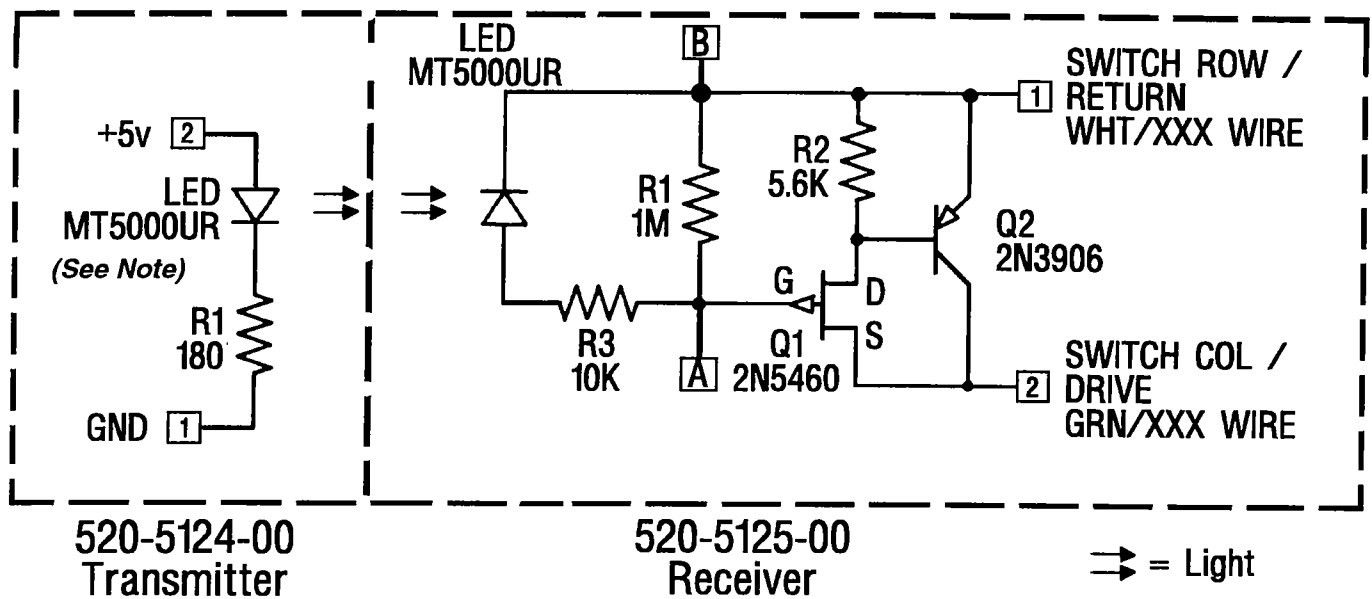 LED
MT5000UR
B
1
SWITCH ROW /
RETURN
WHT/XXX WIRE
+5v
2
LED
MT5000UR
(See Note)
R1
180
GND
1
R1
1M
R2
5.6K
Q2
2N3906
G
D
S
R3
10K
A
Q1
2N5460
2
SWITCH COL /
DRIVE
GRN/XXX WIRE
520-5124-00
Transmitter
520-5125-00
Receiver
= Light